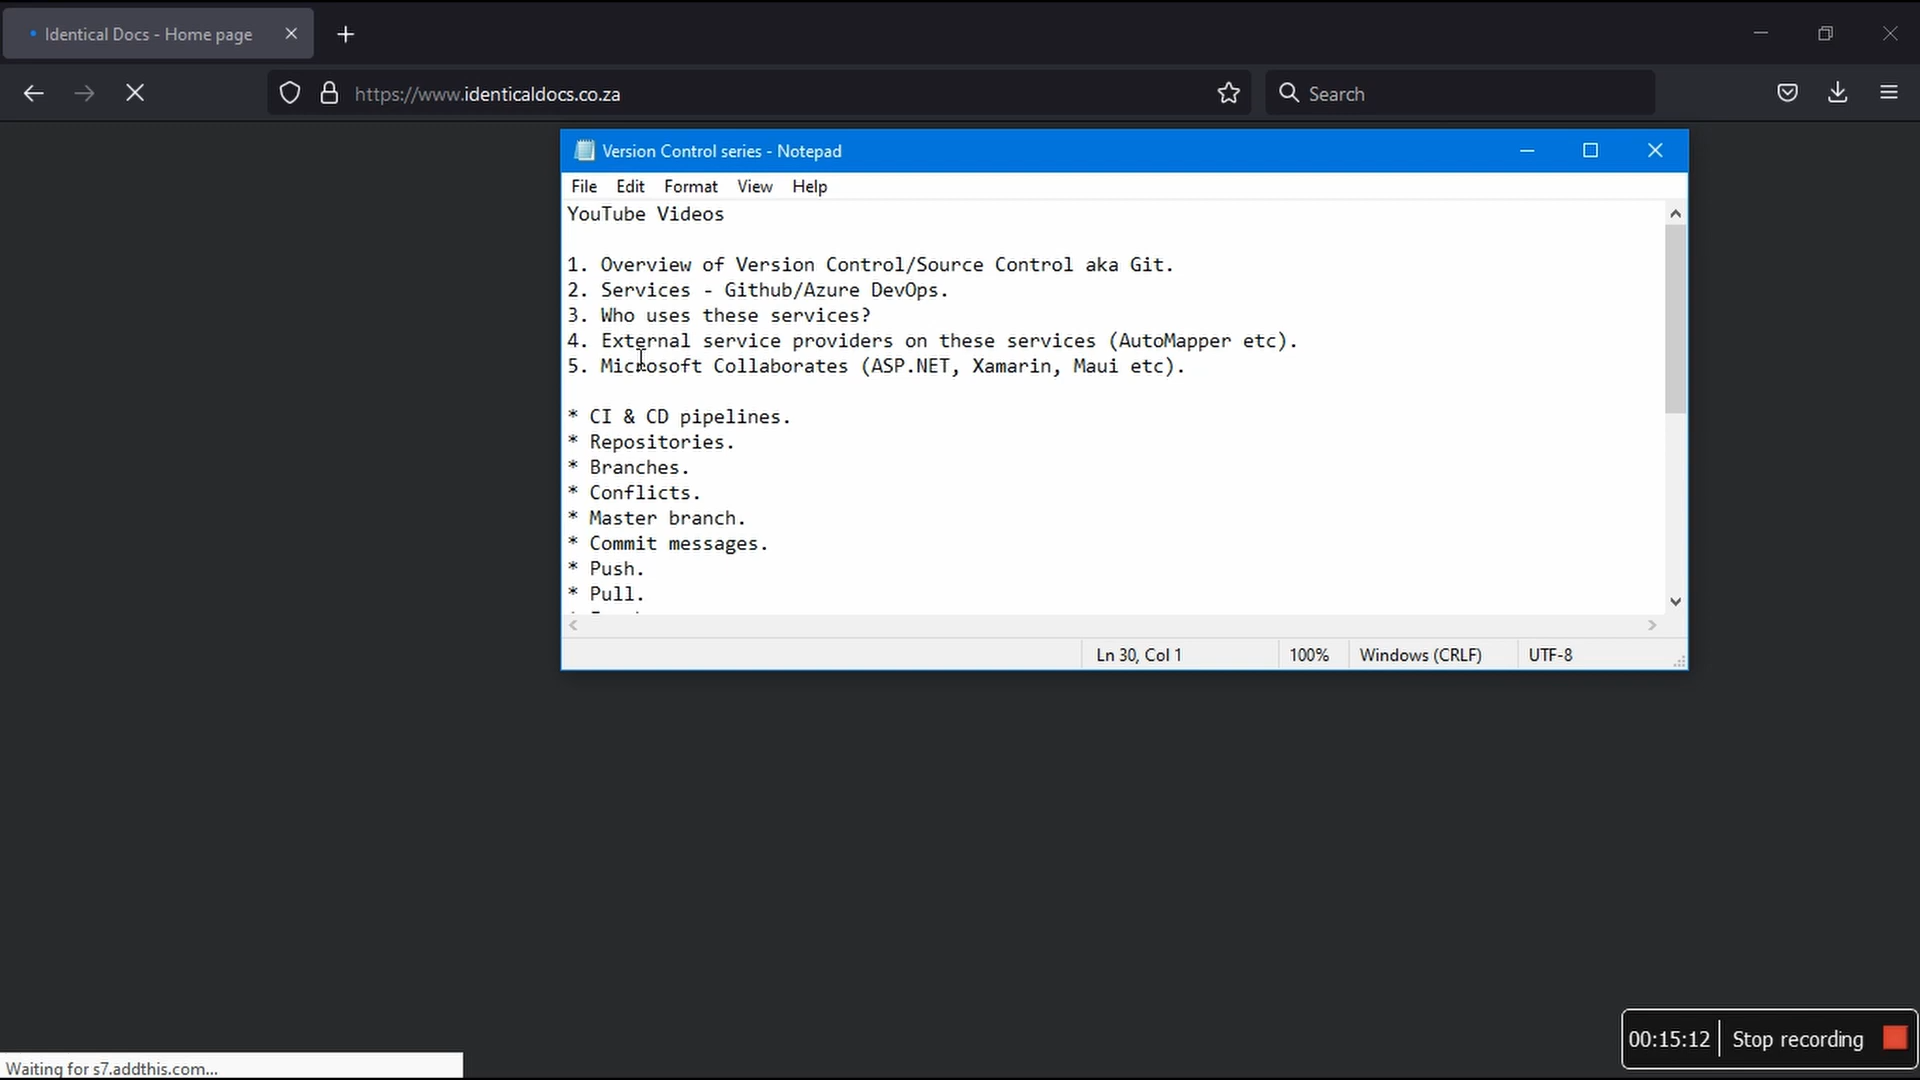 Identical Docs - Home page
https://www.identicaldocs.co.za
Search
Version Control series - Notepad
File Edit Format View Help
YouTube Videos
1. Overview of Version Control/Source Control aka Git.
2. Services - Github/Azure DevOps.
3. Who uses these services?
4. External service providers on these services (AutoMapper etc).
5. Microsoft Collaborates (ASP.NET, Xamarin, Maui etc).
* CI & CD pipelines.
* Repositories.
* Branches.
* Conflicts.
* Master branch.
* Commit messages.
* Push.
* Pull.
Ln 30, Col 1 100% Windows (CRLF) UTF-8
00:15:12 Stop recording
Waiting for s7.addthis.com...